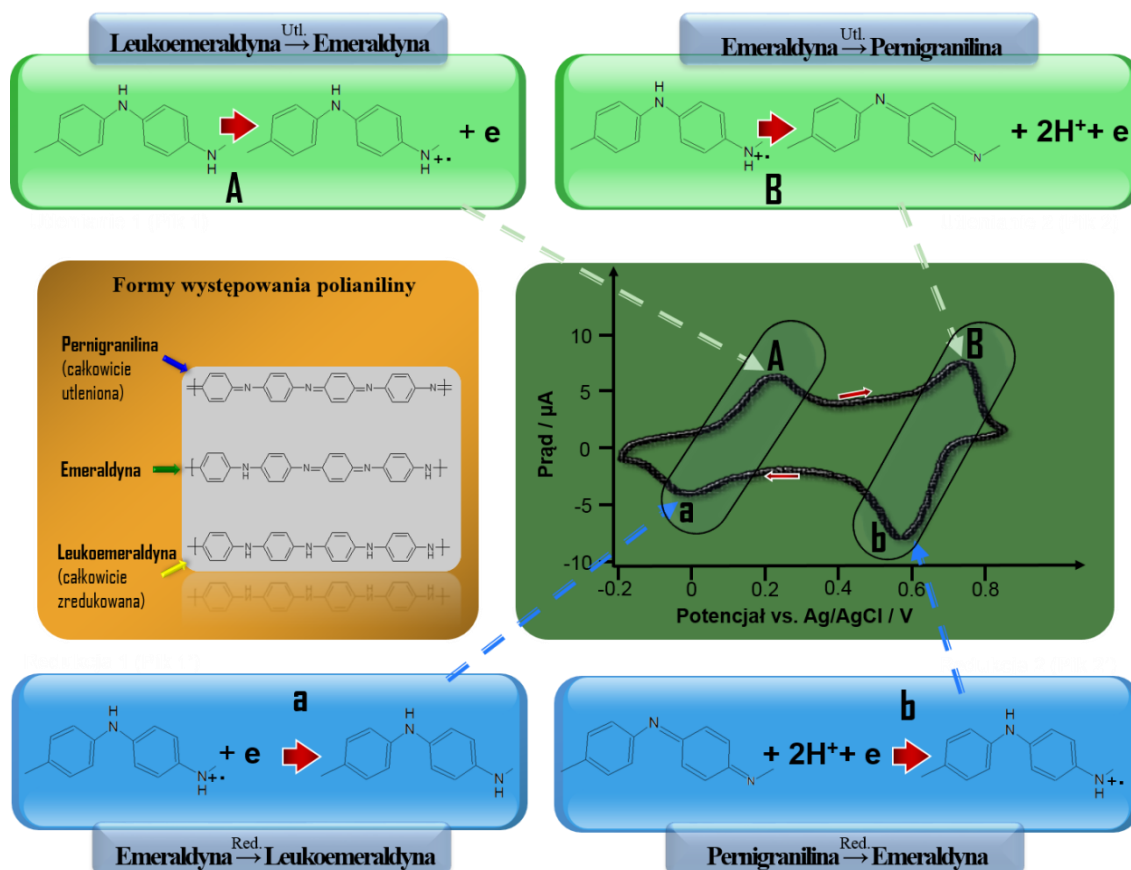 Leukoemeraldyna Utl.→ Emeraldyna
Emeraldyna Utl.→ Pernigranilina
H
N
N
H
+•
H
N
N
H
+ e
A
H
N
N
H
+•
N
N
+ 2H⁺+ e
B
Formy występowania polianiliny
Pernigranilina
(całkowicie
utleniona)
N N N N
Emeraldyna
N
H
N N N
H
Leukoemeraldyna
(całkowicie
zredukowana)
N
H
N
H
N
H
N
H
Prąd / µA
10
5
0
-5
-10
A
B
a
b
-0.2 0 0.2 0.4 0.6 0.8
Potencjał vs. Ag/AgCl / V
a
H
N
N
H
+•
+ e
H
N
N
H
b
N
N
+ 2H⁺+ e
H
N
N
H
+•
Emeraldyna Red.→ Leukoemeraldyna
Pernigranilina Red.→ Emeraldyna